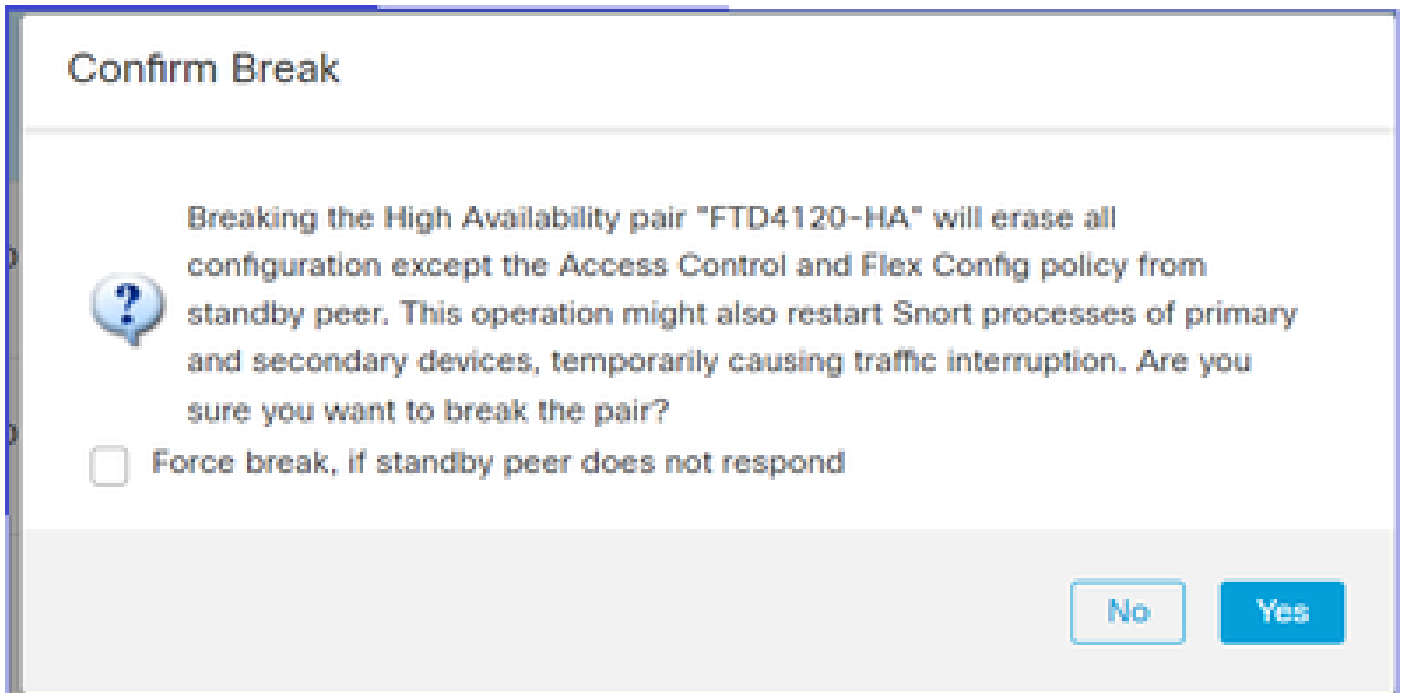 Confirm Break
Breaking the High Availability pair "FTD4120-HA" will erase all
configuration except the Access Control and Flex Config policy from
standby peer. This operation might also restart Snort processes of primary
and secondary devices, temporarily causing traffic interruption. Are you
sure you want to break the pair?
Force break, if standby peer does not respond
No
Yes